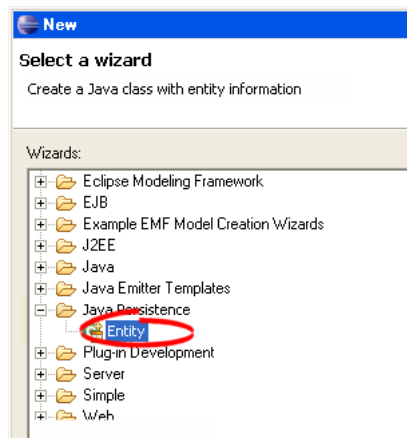 New
Select a wizard
Create a Java class with entity information
Wizards:
Eclipse Modeling Framework
EJB
Example EMF Model Creation Wizards
J2EE
Java
Java Emitter Templates
Java Persistence
Entity
Plug-in Development
Server
Simple
Web